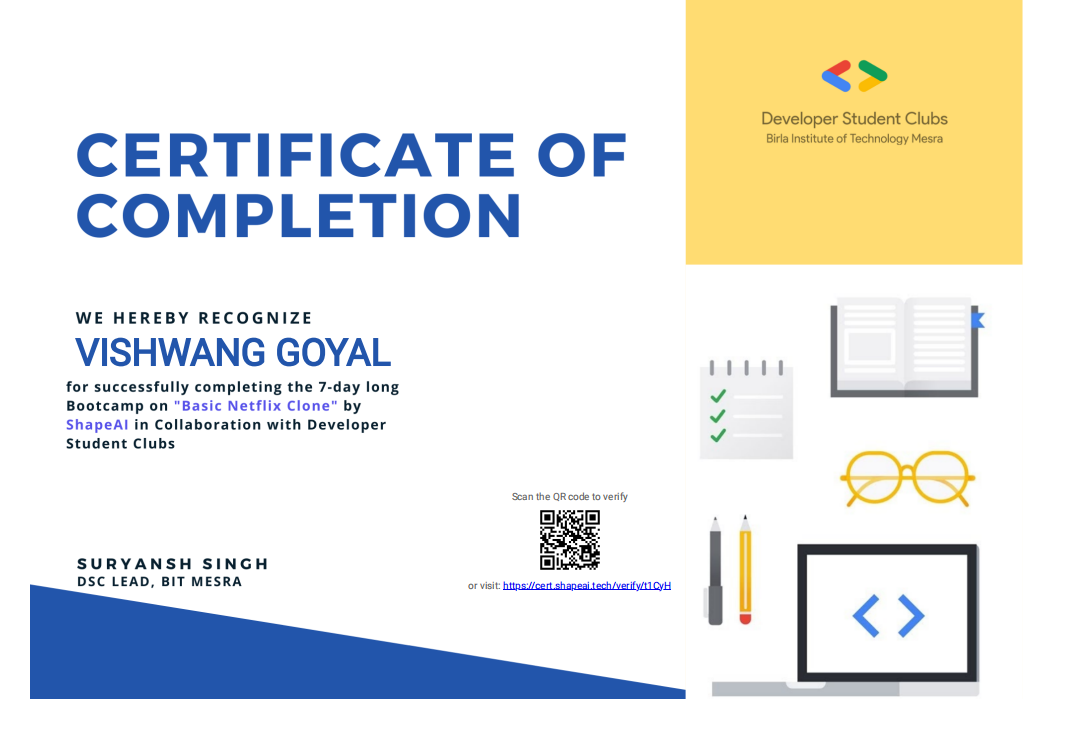 Developer Student Clubs
Birla Institute of Technology Mesra
CERTIFICATE OF
COMPLETION
WE HEREBY RECOGNIZE
VISHWANG GOYAL
for successfully completing the 7-day long
Bootcamp on "Basic Netflix Clone" by
ShapeAI in Collaboration with Developer
Student Clubs
Scan the QR code to verify
or visit: https://cert.shapeai.tech/verify/t1CyH
SURYANSH SINGH
DSC LEAD, BIT MESRA